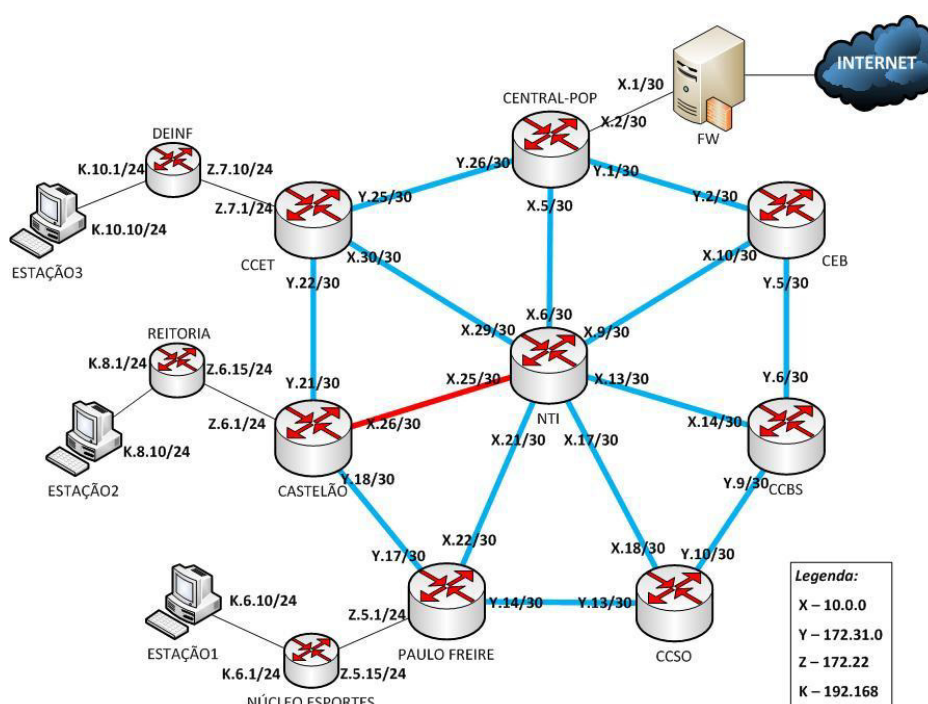 INTERNET
X.1/30
CENTRAL-POP
X.2/30
FW
DEINF
K.10.1/24
Z.7.10/24
Y.26/30
Y.1/30
Y.25/30
Y.2/30
Z.7.1/24
X.5/30
K.10.10/24
ESTAÇÃO3
CCET
X.30/30
X.10/30
CEB
Y.22/30
Y.5/30
REITORIA
X.6/30
X.29/30
X.9/30
K.8.1/24
Z.6.15/24
Y.21/30
X.25/30
X.13/30
Y.6/30
Z.6.1/24
X.26/30
NTI
X.14/30
K.8.10/24
X.21/30
X.17/30
ESTAÇÃO2
CASTELÃO
Y.18/30
CCBS
Y.9/30
X.22/30
X.18/30
Y.10/30
Y.17/30
K.6.10/24
Z.5.1/24
Y.14/30
Y.13/30
ESTAÇÃO1
PAULO FREIRE
CCSO
K.6.1/24
Z.5.15/24
NÚCLEO ESPORTES
Legenda:
X – 10.0.0
Y – 172.31.0
Z – 172.22
K – 192.168